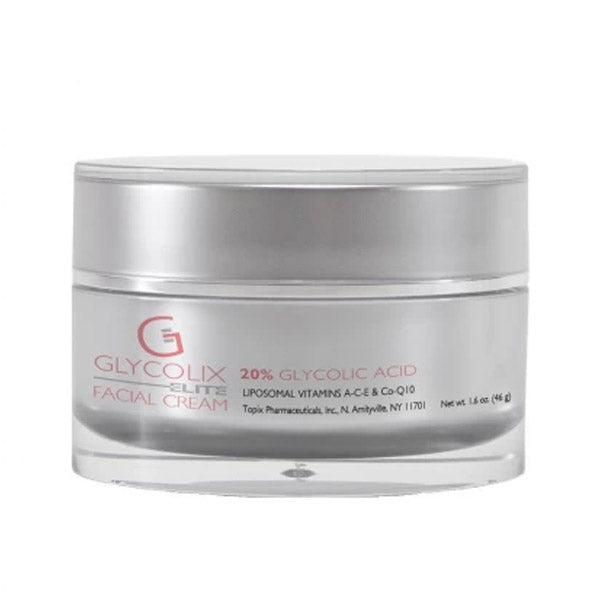 G
GLYCOLIX
ELITE
FACIAL CREAM
20% GLYCOLIC ACID
LIPOSOMAL VITAMINS A-C-E & Co-Q10
Topix Pharmaceuticals, Inc., N. Amityville, NY 11701
Net wt. 1.6 oz. (46 g)